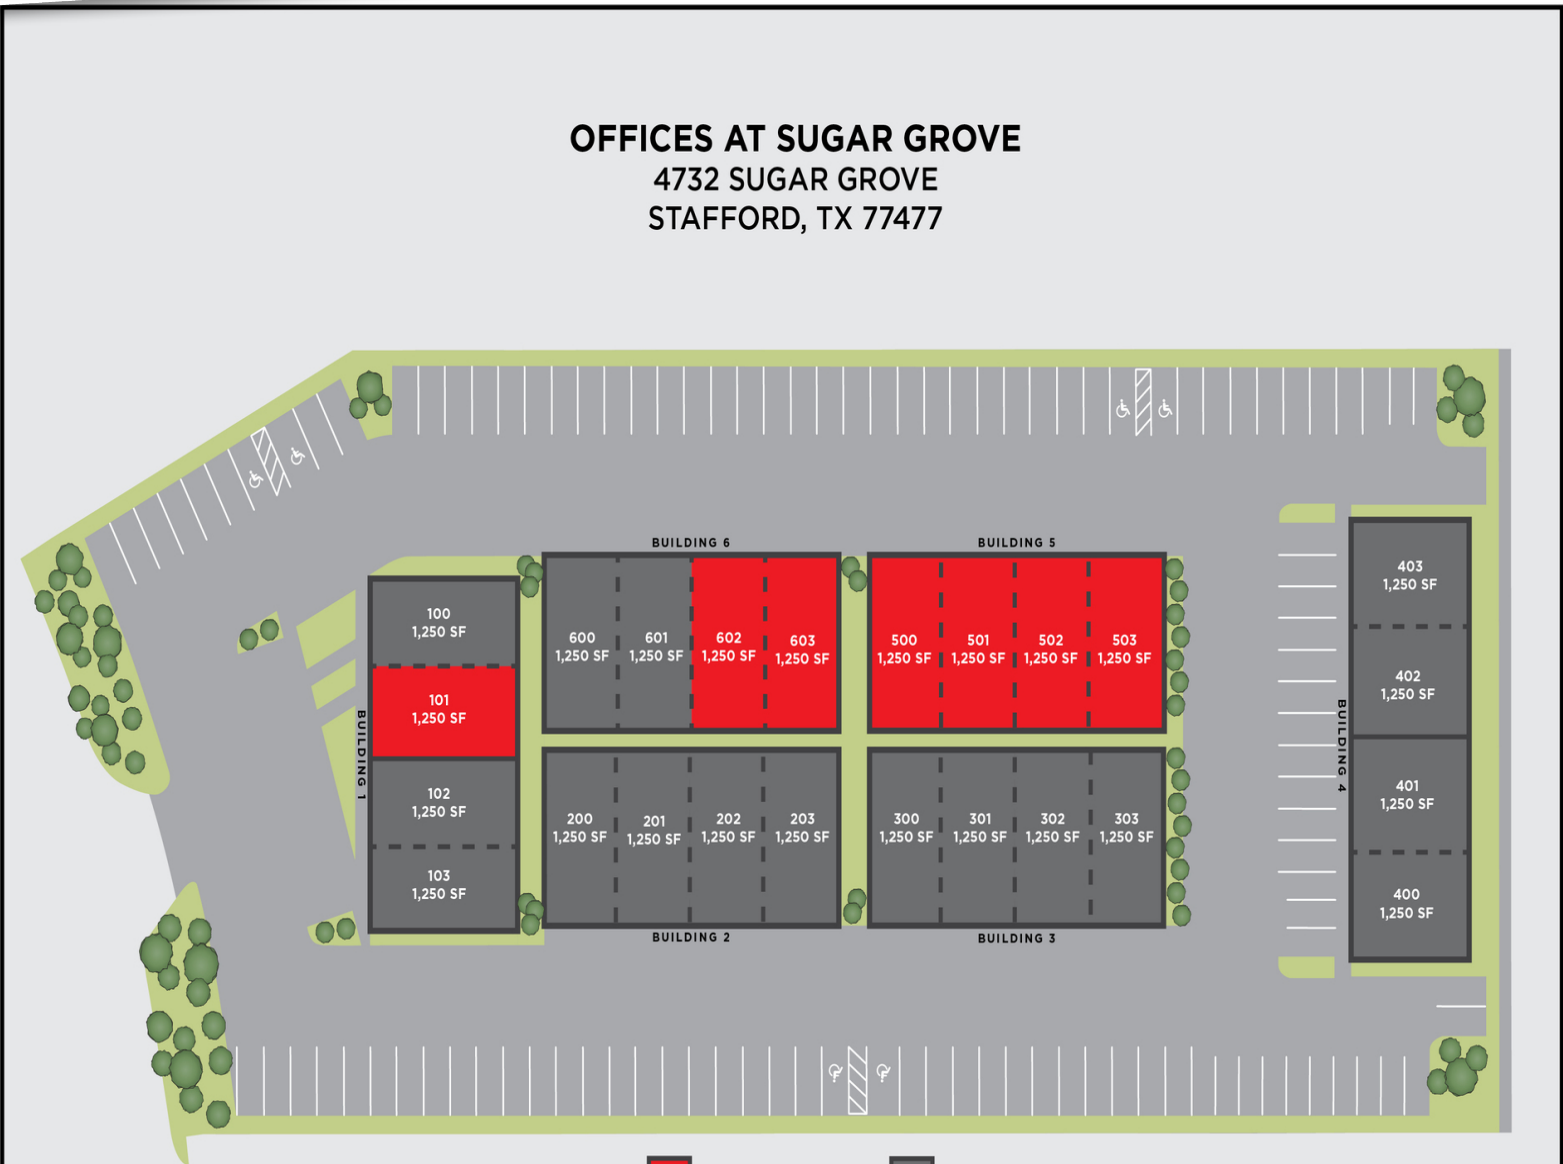 OFFICES AT SUGAR GROVE
4732 SUGAR GROVE
STAFFORD, TX 77477
BUILDING 6
BUILDING 5
403
1,250 SF
402
1,250 SF
401
1,250 SF
400
1,250 SF
BUILDING 4
100
1,250 SF
101
1,250 SF
102
1,250 SF
103
1,250 SF
BUILDING 1
600
1,250 SF
601
1,250 SF
602
1,250 SF
603
1,250 SF
500
1,250 SF
501
1,250 SF
502
1,250 SF
503
1,250 SF
200
1,250 SF
201
1,250 SF
202
1,250 SF
203
1,250 SF
300
1,250 SF
301
1,250 SF
302
1,250 SF
303
1,250 SF
BUILDING 2
BUILDING 3